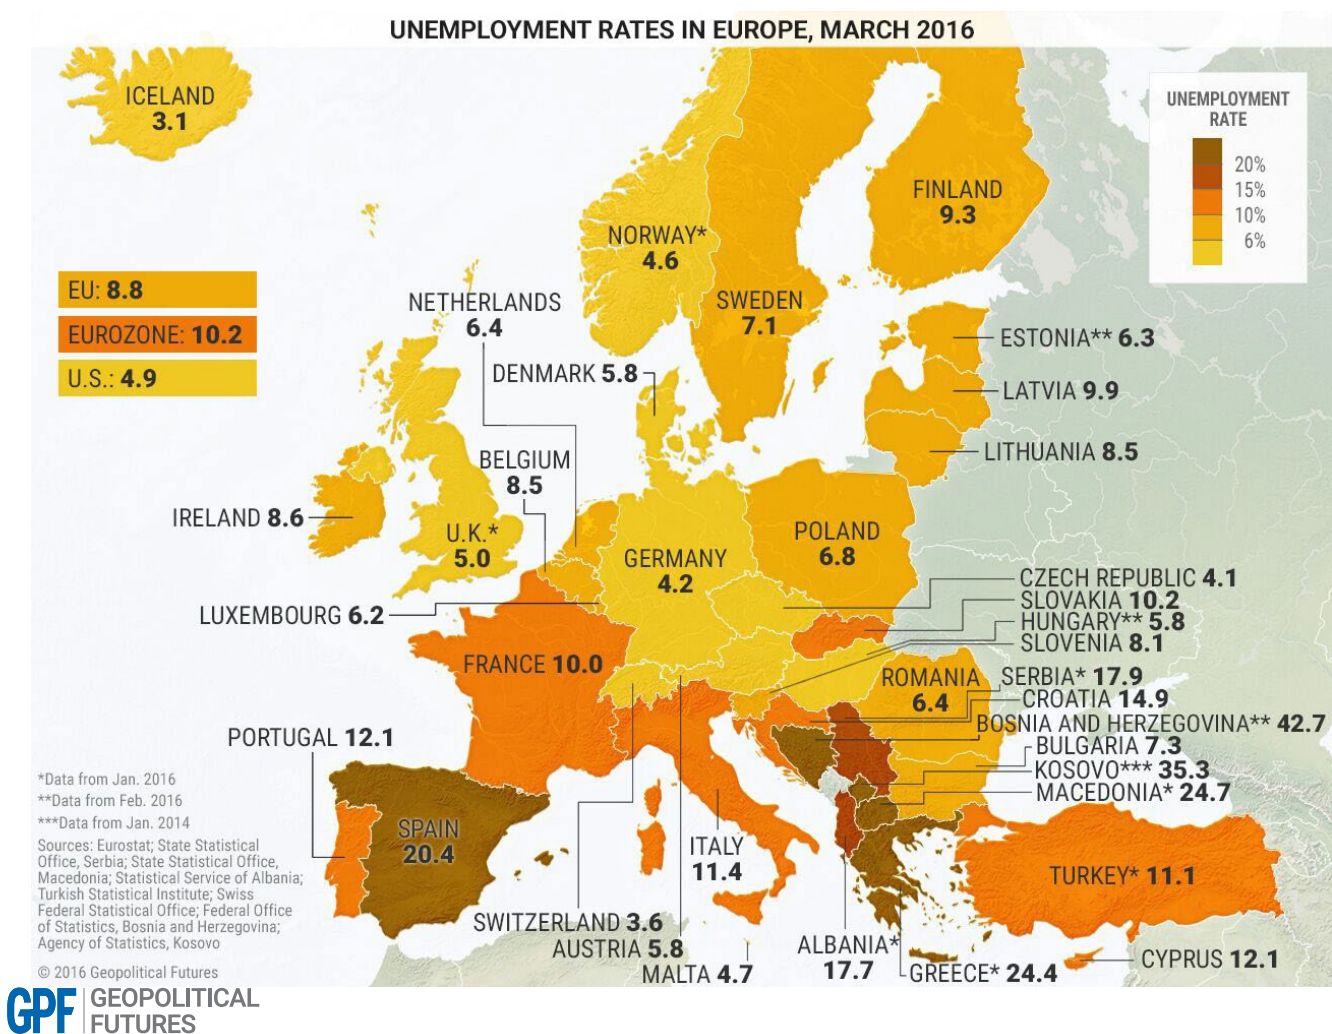 UNEMPLOYMENT RATES IN EUROPE, MARCH 2016
ICELAND
3.1
UNEMPLOYMENT
RATE
20%
15%
10%
6%
FINLAND
9.3
NORWAY*
4.6
EU: 8.8
EUROZONE: 10.2
U.S.: 4.9
NETHERLANDS
6.4
SWEDEN
7.1
ESTONIA** 6.3
DENMARK 5.8
LATVIA 9.9
LITHUANIA 8.5
BELGIUM
8.5
IRELAND 8.6
U.K.*
5.0
GERMANY
4.2
POLAND
6.8
CZECH REPUBLIC 4.1
SLOVAKIA 10.2
HUNGARY** 5.8
SLOVENIA 8.1
LUXEMBOURG 6.2
FRANCE 10.0
ROMANIA
6.4
SERBIA* 17.9
CROATIA 14.9
BOSNIA AND HERZEGOVINA** 42.7
BULGARIA 7.3
KOSOVO*** 35.3
MACEDONIA* 24.7
PORTUGAL 12.1
SPAIN
20.4
ITALY
11.4
TURKEY* 11.1
SWITZERLAND 3.6
AUSTRIA 5.8
MALTA 4.7
ALBANIA*
17.7
GREECE* 24.4
CYPRUS 12.1
*Data from Jan. 2016
**Data from Feb. 2016
***Data from Jan. 2014
Sources: Eurostat; State Statistical
Office, Serbia; State Statistical Office,
Macedonia; Statistical Service of Albania;
Turkish Statistical Institute; Swiss
Federal Statistical Office; Federal Office
of Statistics, Bosnia and Herzegovina;
Agency of Statistics, Kosovo
© 2016 Geopolitical Futures
GPF GEOPOLITICAL
FUTURES